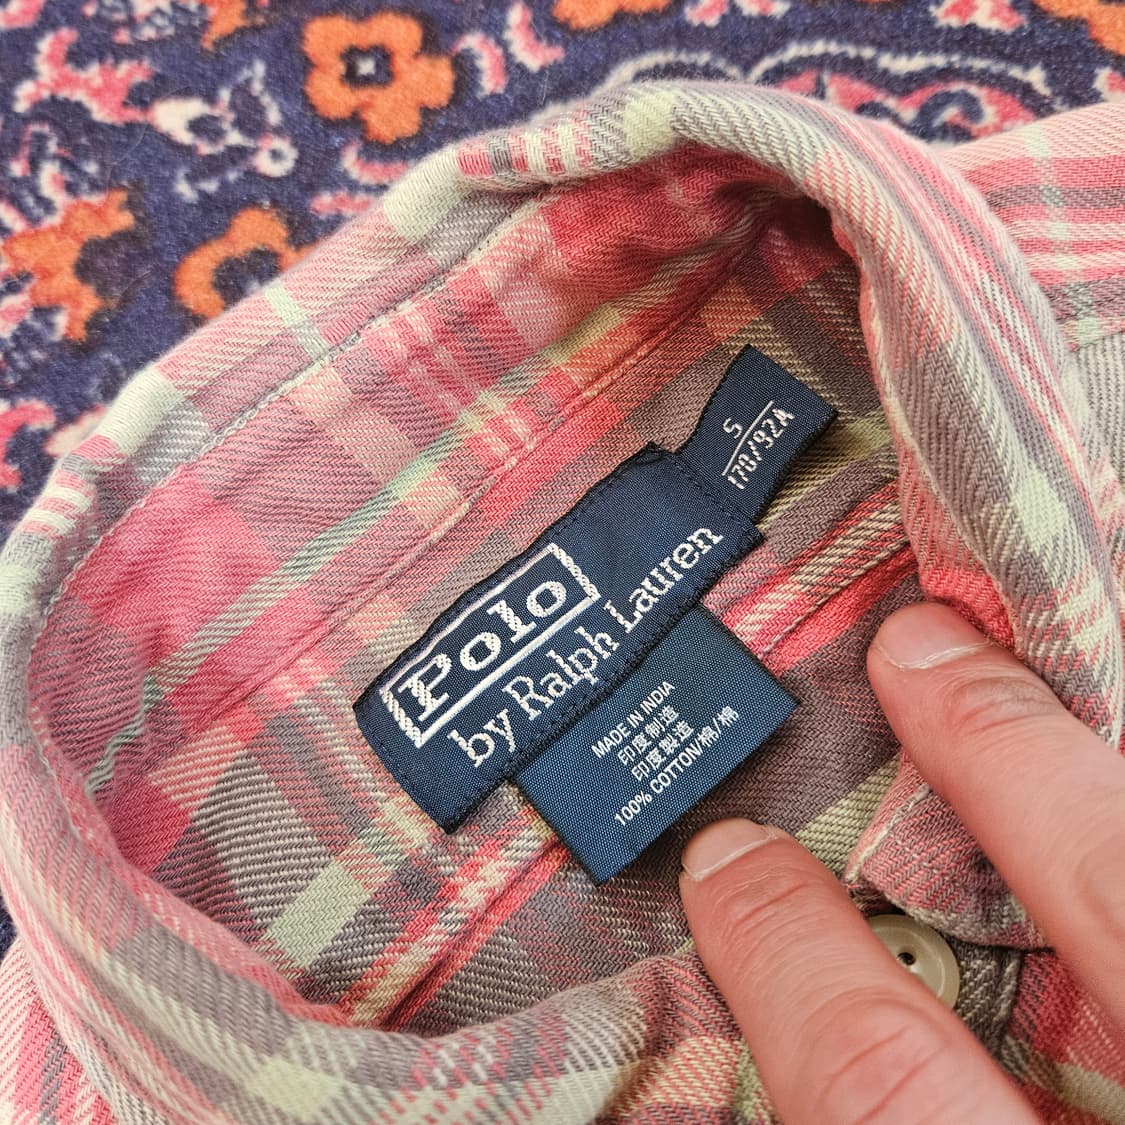 S
170/92A
Polo
by Ralph Lauren
MADE IN INDIA
印度制造
印度製造
100% COTTON/棉/棉